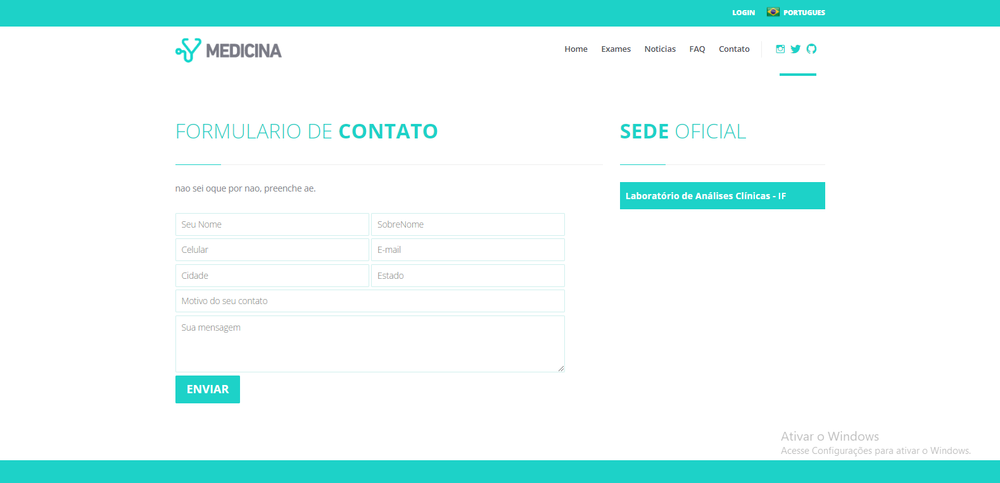 LOGIN PORTUGUES
MEDICINA
Home Exames Noticias FAQ Contato
FORMULARIO DE CONTATO
SEDE OFICIAL
nao sei oque por nao, preenche ae.
Laboratório de Análises Clínicas - IF
Seu Nome SobreNome
Celular E-mail
Cidade Estado
Motivo do seu contato
Sua mensagem
ENVIAR
Ativar o Windows
Acesse Configurações para ativar o Windows.